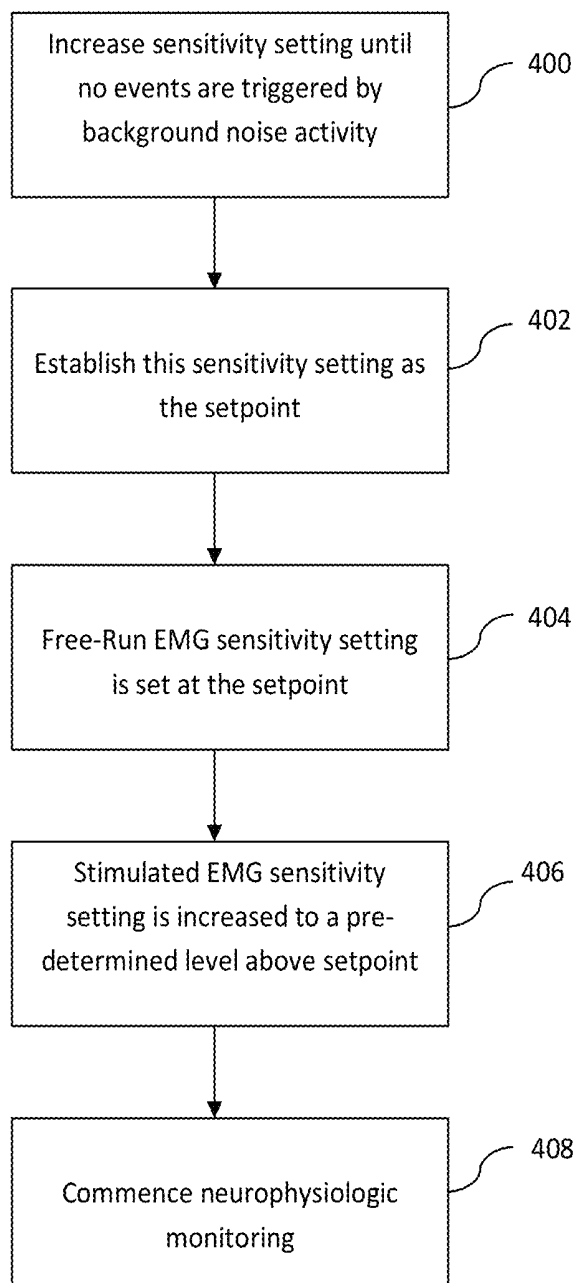 Increase sensitivity setting until
no events are triggered by
background noise activity
400
Establish this sensitivity setting as
the setpoint
402
Free-Run EMG sensitivity setting
is set at the setpoint
404
Stimulated EMG sensitivity
setting is increased to a pre-
determined level above setpoint
406
Commence neurophysiologic
monitoring
408